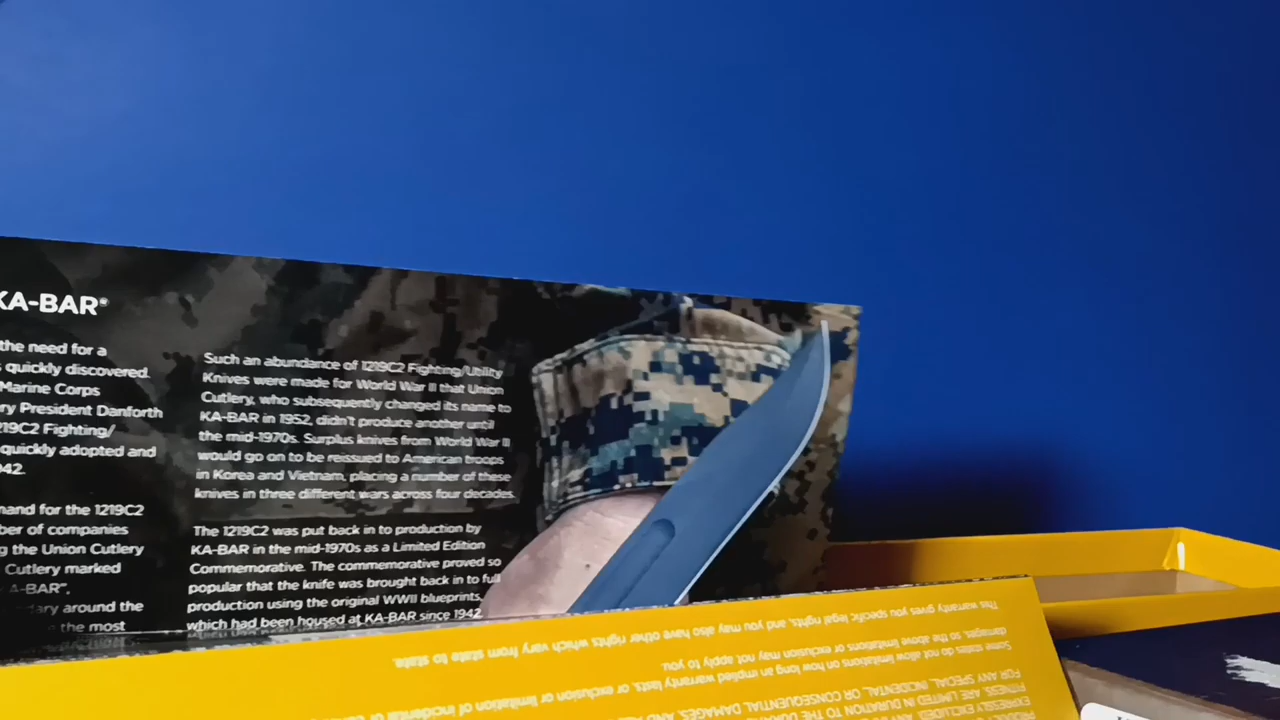 KA-BAR®
the need for a
quickly discovered.
Marine Corps
President Danforth
1219C2 Fighting/
quickly adopted and
for the 1219C2
of companies
the Union Cutlery
Cutlery marked
around the
the most
Such an abundance of 1219C2 Fighting/Utility
Knives were made for World War II that Union
Cutlery, who subsequently changed its name to
KA-BAR in 1952, didn't produce another until
the mid-1970s. Surplus knives from World War II
would go on to be reissued to American troops
in Korea and Vietnam, placing a number of these
knives in three different wars across four decades.
The 1219C2 was put back in to production by
KA-BAR in the mid-1970s as a Limited Edition
Commemorative. The commemorative proved so
popular that the knife was brought back in to full
production using the original WWII blueprints,
which had been housed at KA-BAR since 1942.
FOR ANY SPECIAL, INCIDENTAL OR CONSEQUENTIAL DAMAGES, AND
Some states do not allow limitations on how long an implied warranty lasts, or exclusion or limitation of incidental or
damages, so the above limitations or exclusion may not apply to you.
This warranty gives you specific legal rights, and you may also have other rights which vary from state to state.